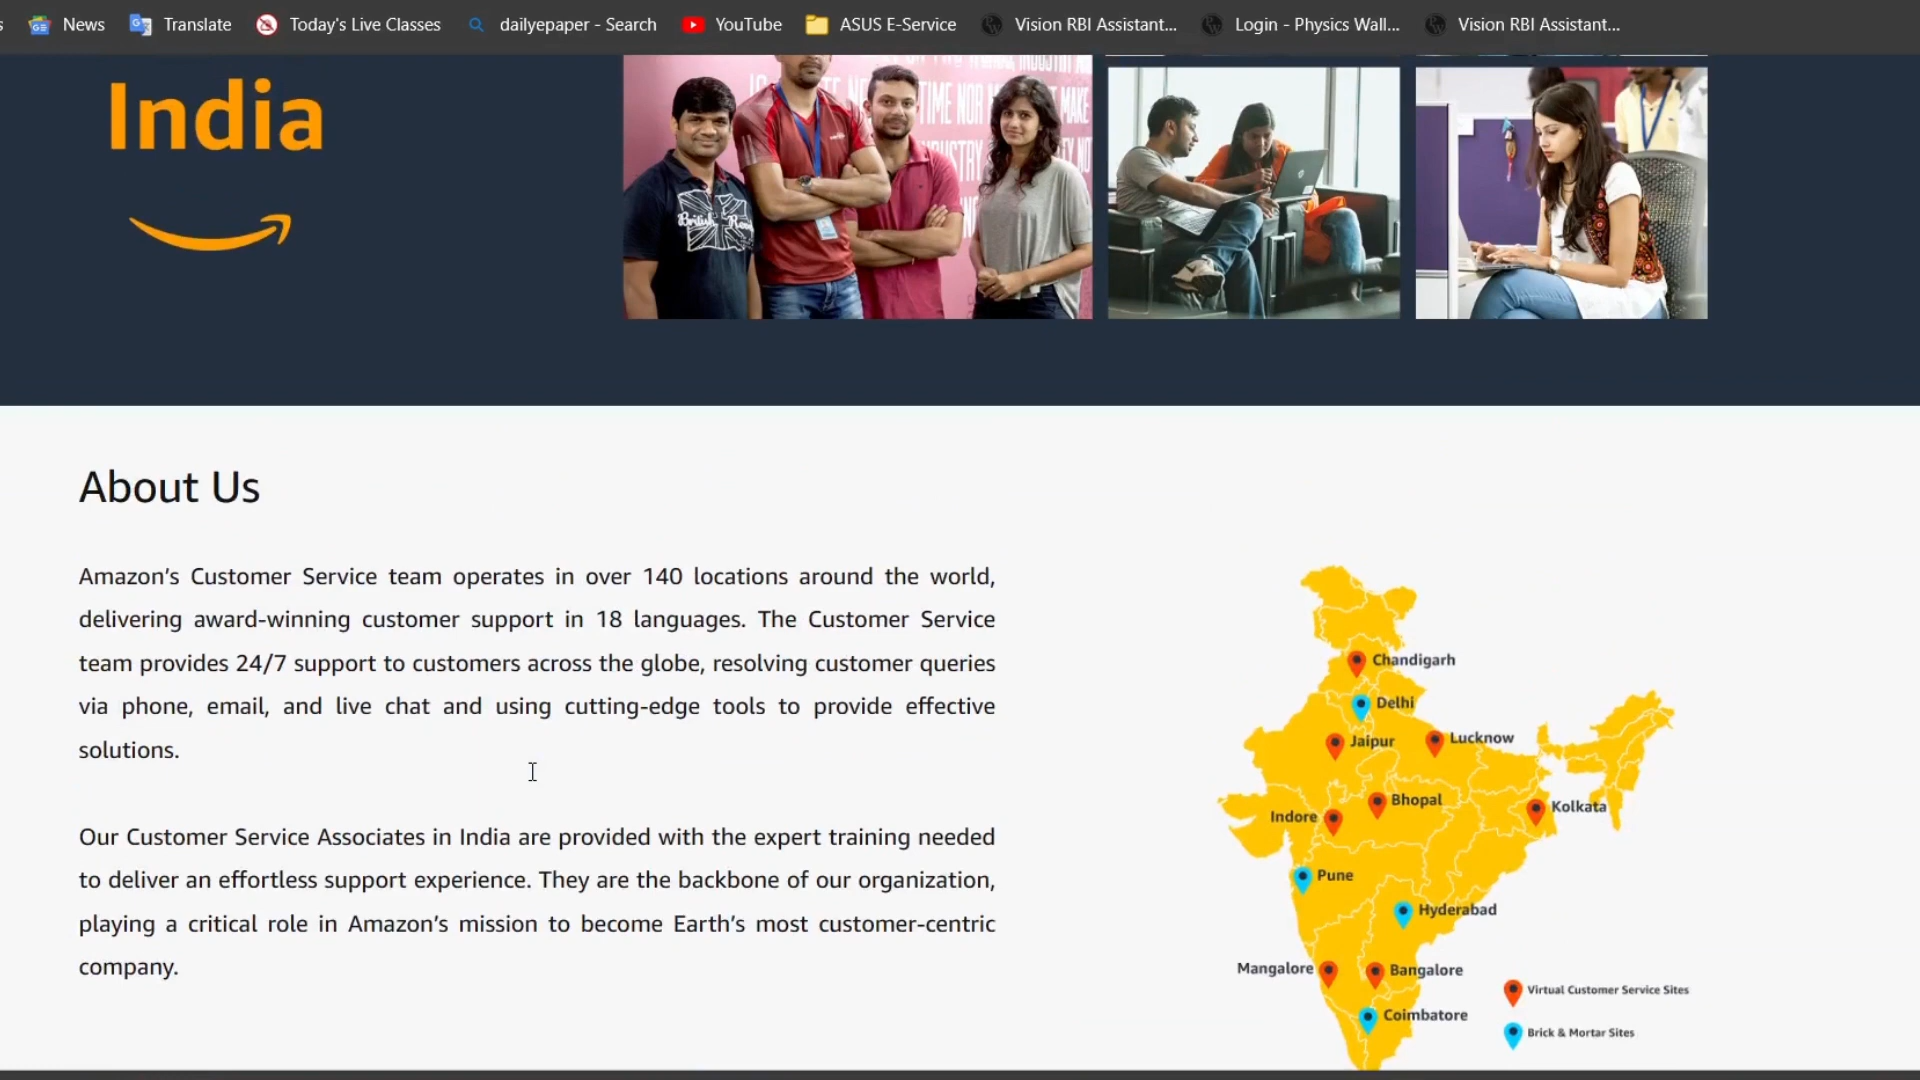 News
Translate
Today's Live Classes
dailyepaper - Search
YouTube
ASUS E-Service
Vision RBI Assistant...
Login - Physics Wall...
Vision RBI Assistant...
India
About Us
Amazon's Customer Service team operates in over 140 locations around the world,
delivering award-winning customer support in 18 languages. The Customer Service
team provides 24/7 support to customers across the globe, resolving customer queries
via phone, email, and live chat and using cutting-edge tools to provide effective
solutions.
Our Customer Service Associates in India are provided with the expert training needed
to deliver an effortless support experience. They are the backbone of our organization,
playing a critical role in Amazon's mission to become Earth's most customer-centric
company.
Chandigarh
Delhi
Jaipur
Lucknow
Bhopal
Indore
Kolkata
Pune
Hyderabad
Mangalore
Bangalore
Coimbatore
Virtual Customer Service Sites
Brick & Mortar Sites